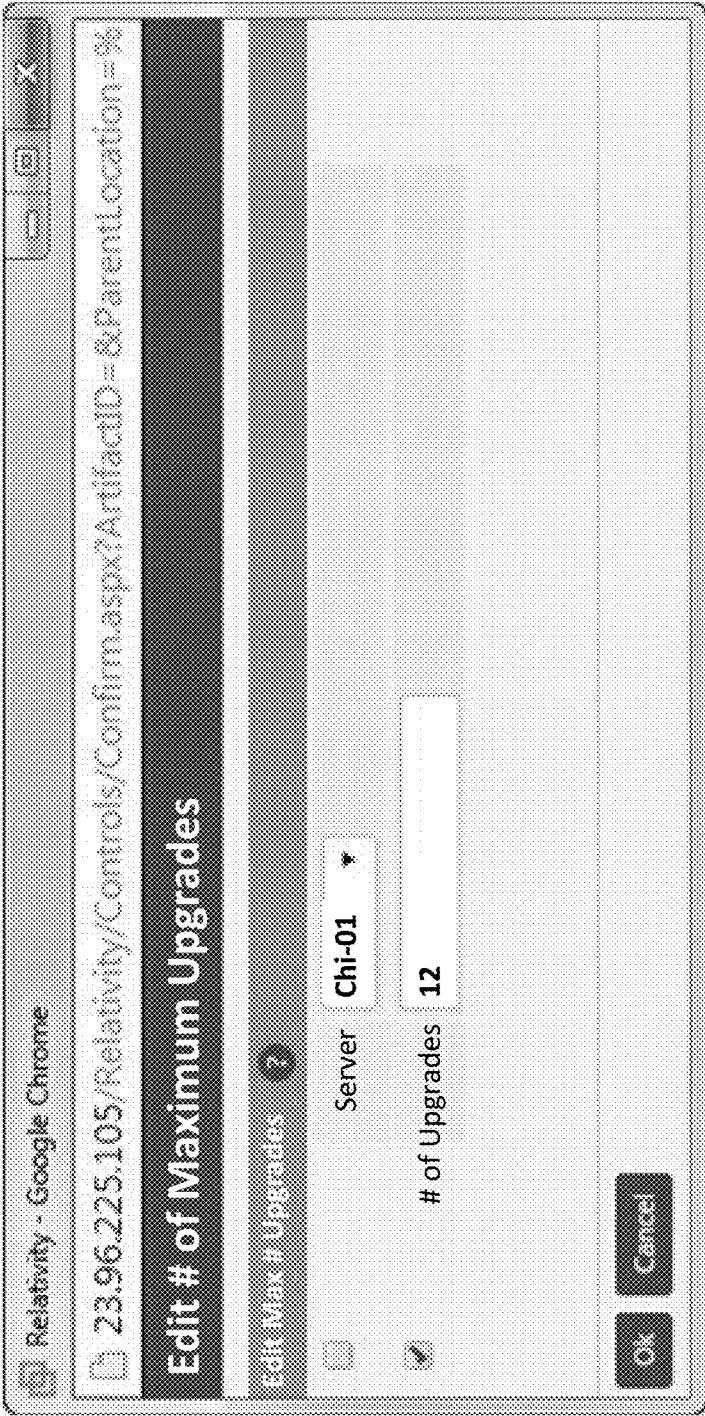 Relativity - Google Chrome
23.96.225.105/Relativity/Controls/Confirm.aspx?ArtifactID=&ParentLocation=%
Edit # of Maximum Upgrades
Edit Max # Upgrades ?
Server Chi-01
# of Upgrades 12
Ok Cancel